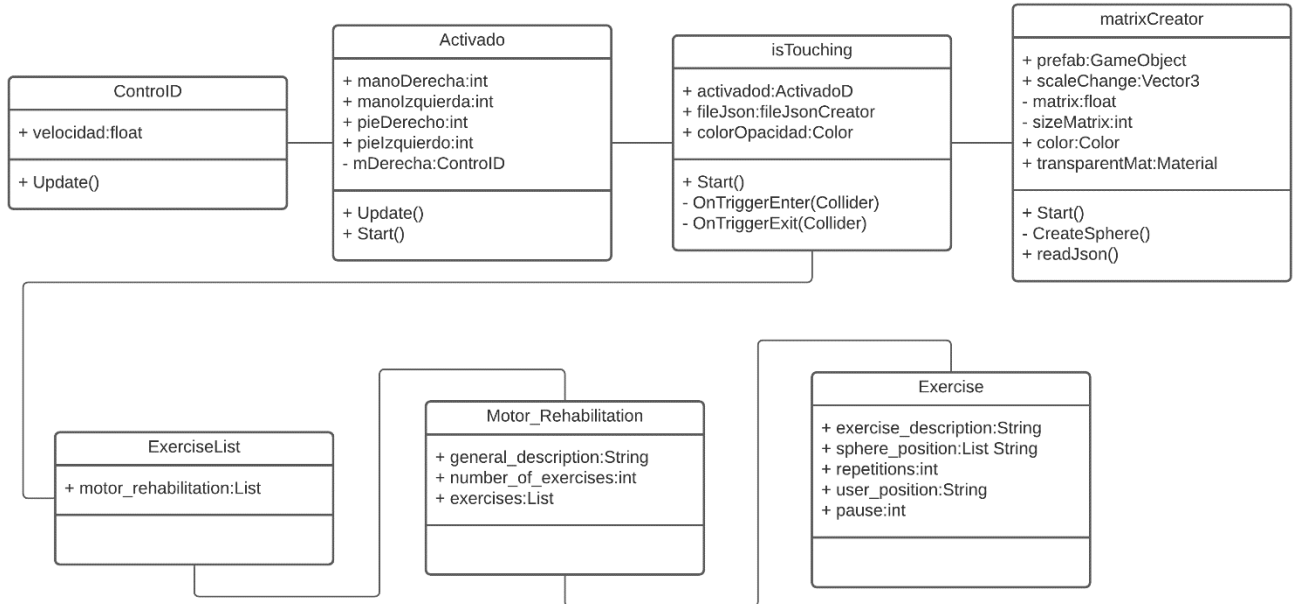 ControID
+ velocidad:float
+ Update()
Activado
+ manoDerecha:int
+ manoIzquierda:int
+ pieDerecho:int
+ pieIzquierdo:int
- mDerecha:ControID
+ Update()
+ Start()
isTouching
+ activadod:ActivadoD
+ fileJson:fileJsonCreator
+ colorOpacidad:Color
+ Start()
- OnTriggerEnter(Collider)
- OnTriggerExit(Collider)
matrixCreator
+ prefab:GameObject
+ scaleChange:Vector3
- matrix:float
- sizeMatrix:int
+ color:Color
+ transparentMat:Material
+ Start()
- CreateSphere()
+ readJson()
ExerciseList
+ motor_rehabilitation:List
Motor_Rehabilitation
+ general_description:String
+ number_of_exercises:int
+ exercises:List
Exercise
+ exercise_description:String
+ sphere_position:List String
+ repetitions:int
+ user_position:String
+ pause:int